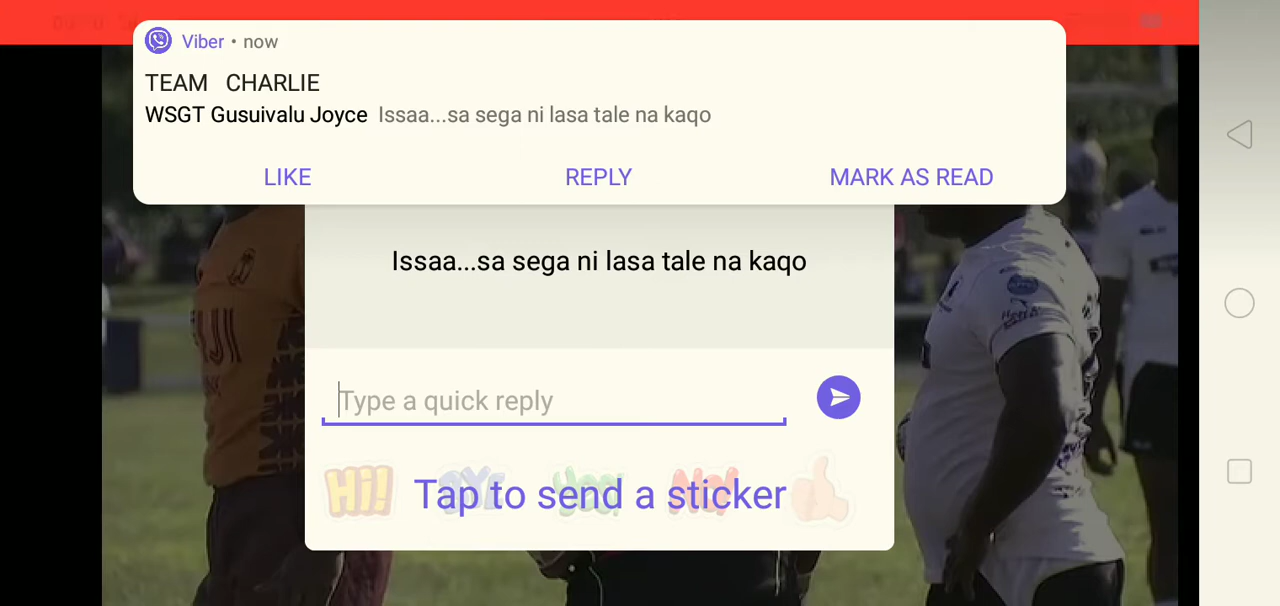 Viber • now
TEAM CHARLIE
WSGT Gusuivalu Joyce Issaa...sa sega ni lasa tale na kaqo
LIKE REPLY MARK AS READ
Issaa...sa sega ni lasa tale na kaqo
Type a quick reply
Hi!
Tap to send a sticker